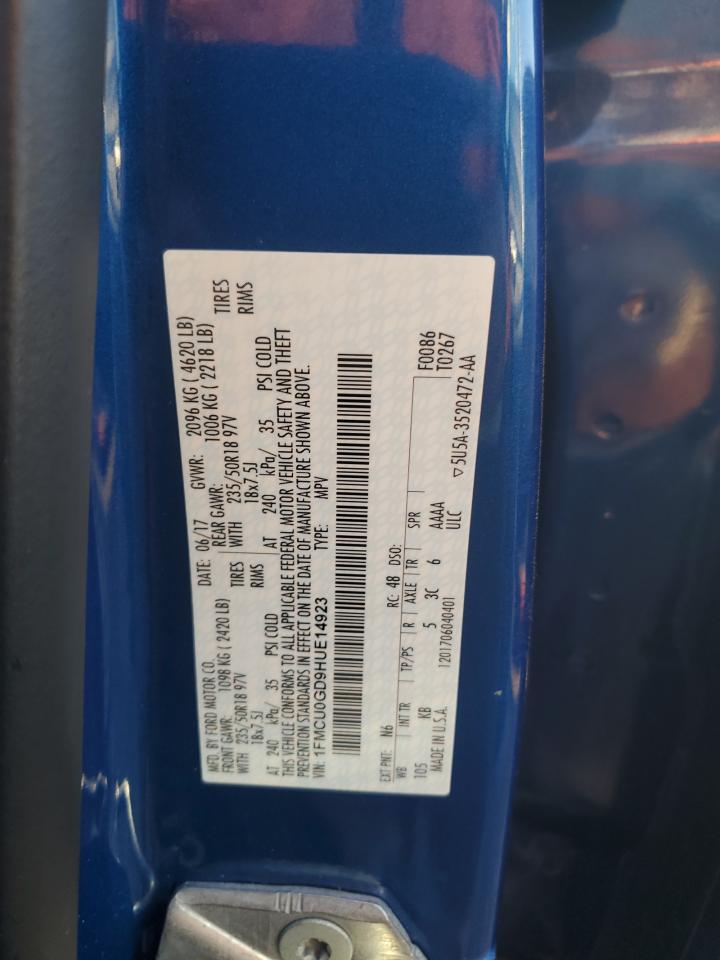 MFD. BY FORD MOTOR CO.
DATE: 06/17 GVWR: 2096 KG ( 4620 LB)
FRONT GAWR: 1098 KG ( 2420 LB) REAR GAWR: 1006 KG ( 2218 LB)
WITH 235/50R18 97V TIRES WITH 235/50R18 97V TIRES
18x7.5J RIMS 18x7.5J RIMS
AT 240 kPa/ 35 PSI COLD AT 240 kPa/ 35 PSI COLD
THIS VEHICLE CONFORMS TO ALL APPLICABLE FEDERAL MOTOR VEHICLE SAFETY AND THEFT
PREVENTION STANDARDS IN EFFECT ON THE DATE OF MANUFACTURE SHOWN ABOVE.
VIN: 1FMCU0GD9HUE14923 TYPE: MPV
EXT PNT: N6 RC: 48 DSO: F0086
WB INT TR TP/PS R AXLE TR SPR T0267
105 KB 5 3C 6 AAAA
MADE IN U.S.A. 1201706040401 ULC ▽5U5A-3520472-AA